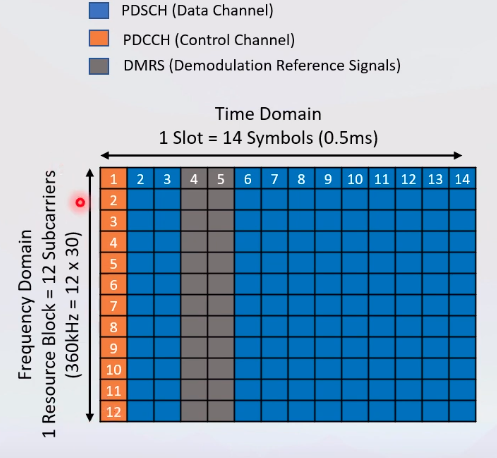 PDSCH (Data Channel)
PDCCH (Control Channel)
DMRS (Demodulation Reference Signals)
Time Domain
1 Slot = 14 Symbols (0.5ms)
Frequency Domain
1 Resource Block = 12 Subcarriers
(360kHz = 12 x 30)
1 2 3 4 5 6 7 8 9 10 11 12 13 14
2
3
4
5
6
7
8
9
10
11
12